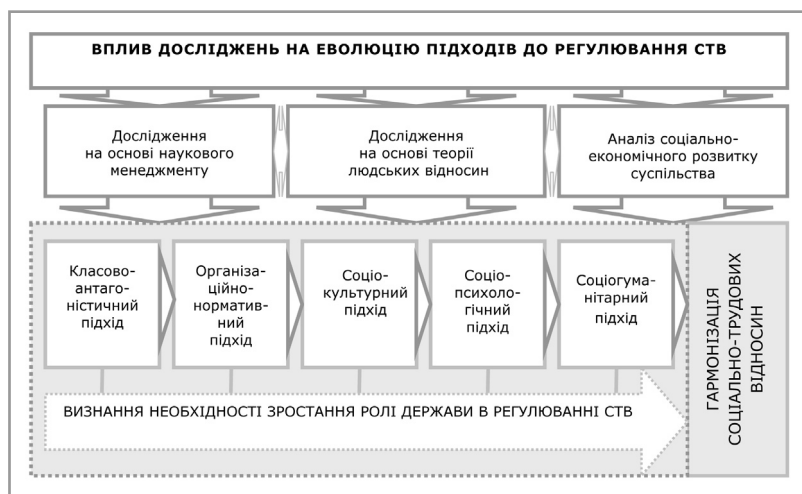 ВПЛИВ ДОСЛІДЖЕНЬ НА ЕВОЛЮЦІЮ ПІДХОДІВ ДО РЕГУЛЮВАННЯ СТВ
Дослідження
на основі наукового
менеджменту
Дослідження
на основі теорії
людських відносин
Аналіз соціально-
економічного розвитку
суспільства
Класово-
антаго-
ністичний
підхід
Організа-
ційно-
норматив-
ний
підхід
Соціо-
культурний
підхід
Соціо-
психоло-
гічний
підхід
Соціогума-
нітарний
підхід
ВИЗНАННЯ НЕОБХІДНОСТІ ЗРОСТАННЯ РОЛІ ДЕРЖАВИ В РЕГУЛЮВАННІ СТВ
ГАРМОНІЗАЦІЯ
СОЦІАЛЬНО-ТРУДОВИХ
ВІДНОСИН